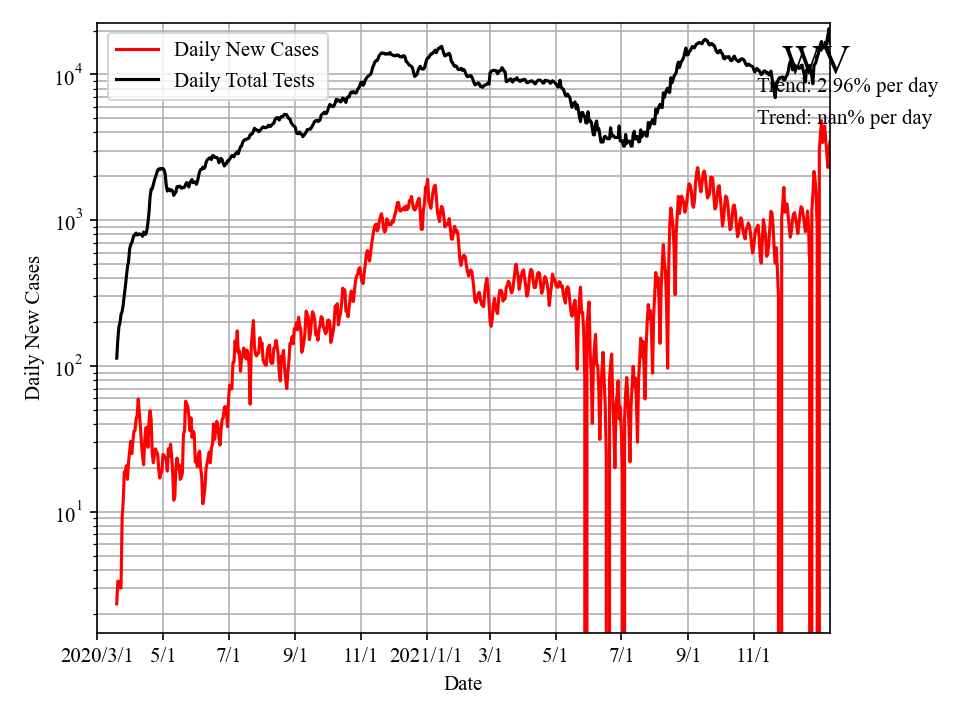 Daily New Cases
Daily Total Tests
WV
Trend: 2.96% per day
Trend: nan% per day
10^4
10^3
10^2
10^1
Daily New Cases
2020/3/1 5/1 7/1 9/1 11/1 2021/1/1 3/1 5/1 7/1 9/1 11/1
Date